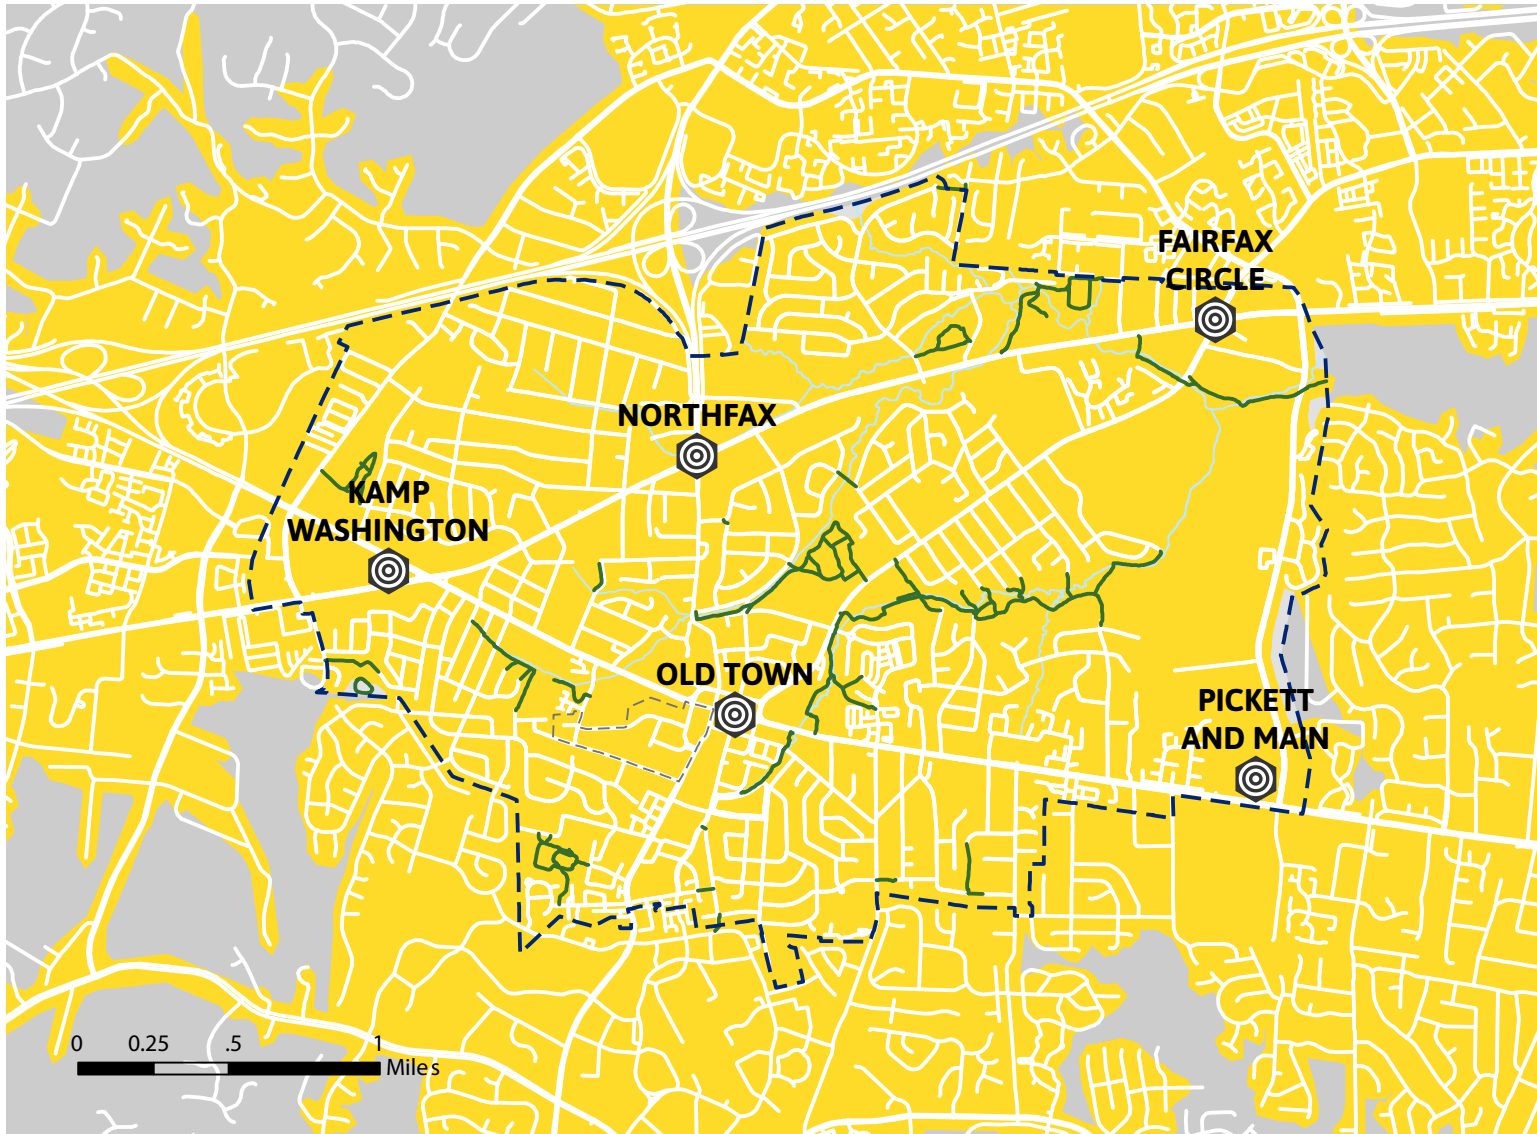 FAIRFAX
CIRCLE
NORTHFAX
KAMP
WASHINGTON
OLD TOWN
PICKETT
AND MAIN
0 0.25 .5 1
Miles